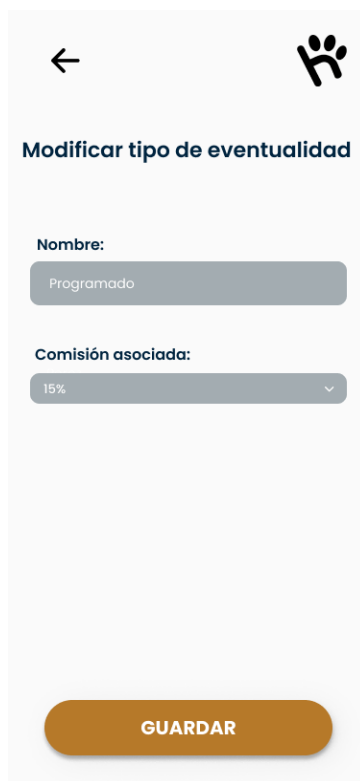 Modificar tipo de eventualidad
Nombre:
Programado
Comisión asociada:
15%
GUARDAR